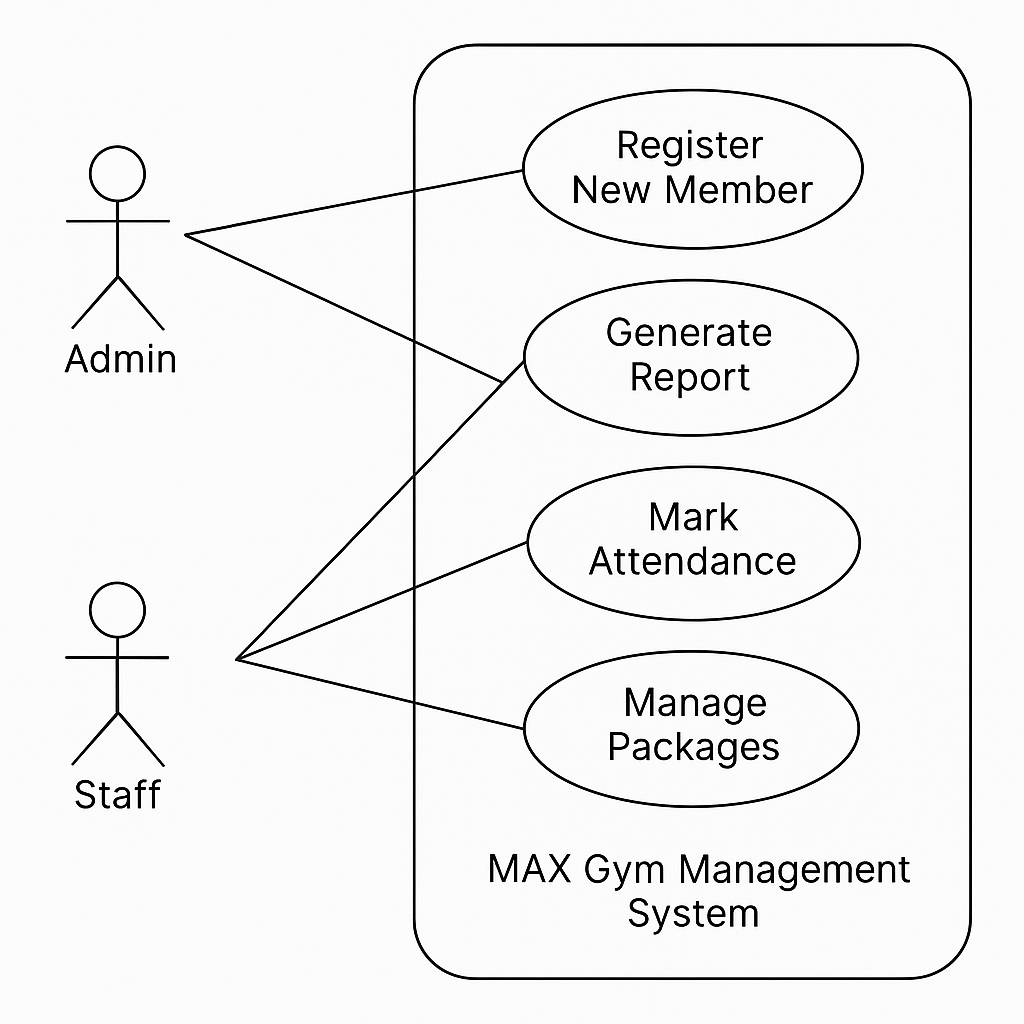 Register
New Member
Generate
Report
Admin
Mark
Attendance
Manage
Packages
Staff
MAX Gym Management
System